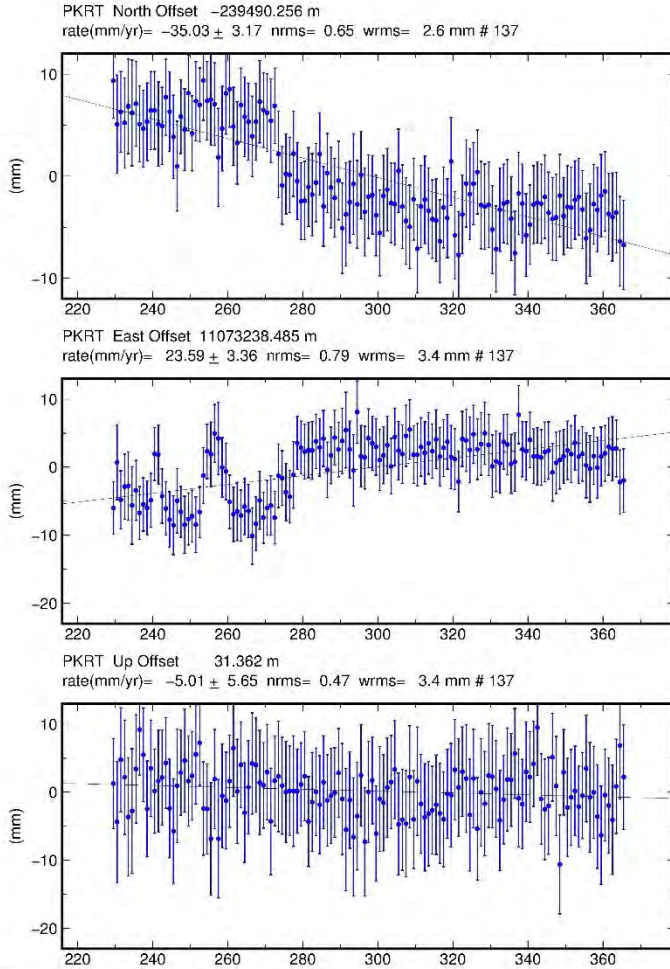 PKRT North Offset -239490.256 m
rate(mm/yr)= -35.03 ± 3.17 nrms= 0.65 wrms= 2.6 mm # 137
10
0
-10
(mm)
220 240 260 280 300 320 340 360
PKRT East Offset 11073238.485 m
rate(mm/yr)= 23.59 ± 3.36 nrms= 0.79 wrms= 3.4 mm # 137
10
0
-10
-20
(mm)
220 240 260 280 300 320 340 360
PKRT Up Offset 31.362 m
rate(mm/yr)= -5.01 ± 5.65 nrms= 0.47 wrms= 3.4 mm # 137
10
0
-10
-20
(mm)
220 240 260 280 300 320 340 360